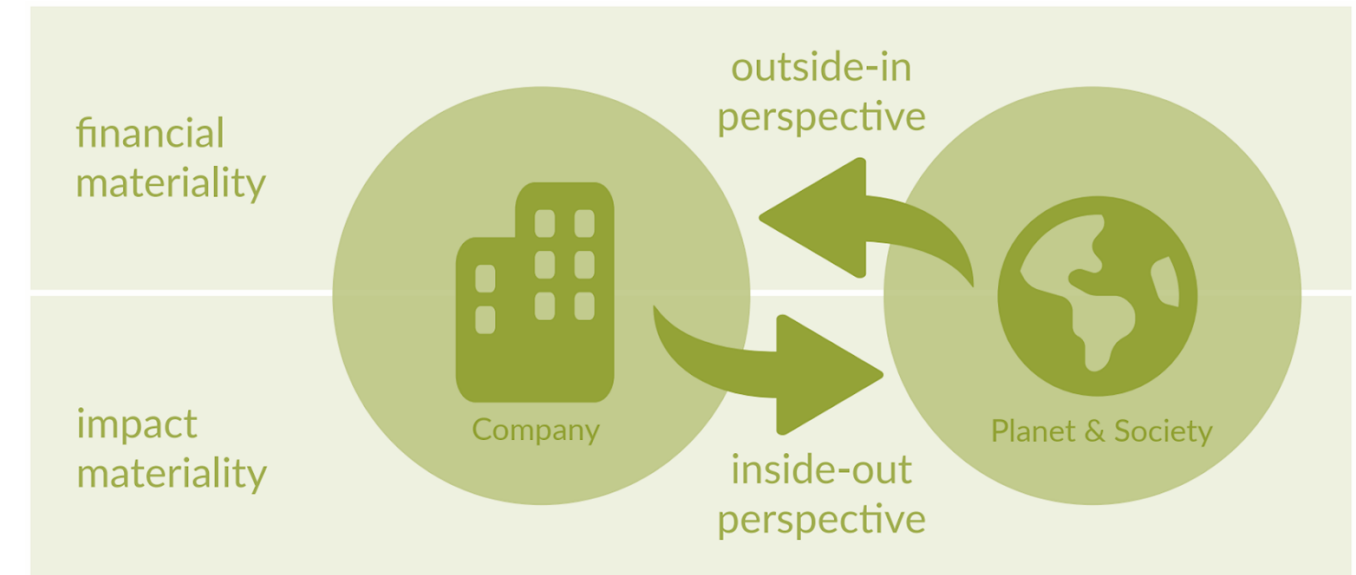 financial
materiality
outside-in
perspective
Company
Planet & Society
impact
materiality
inside-out
perspective